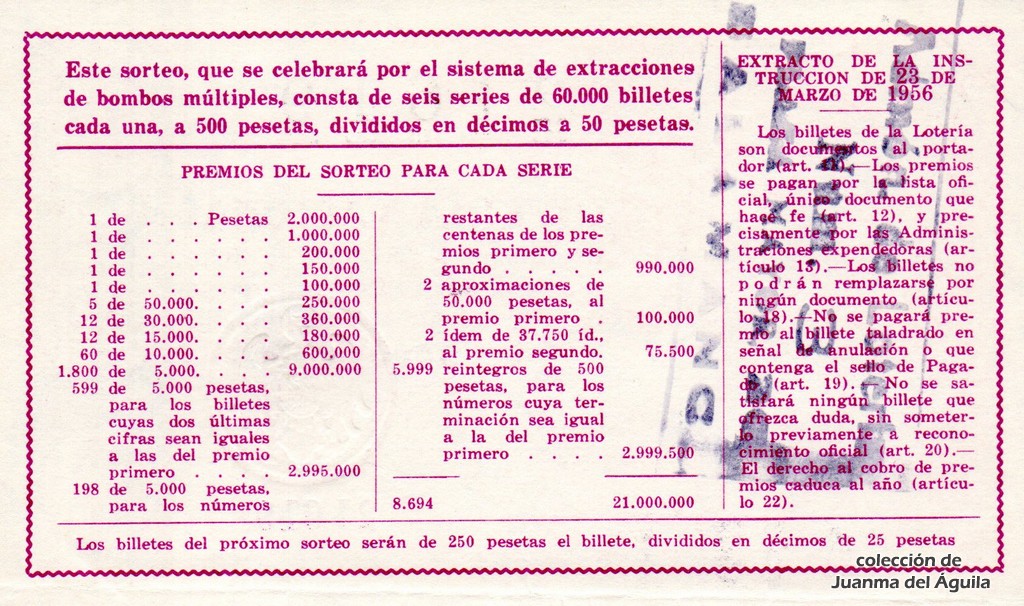 Este sorteo, que se celebrará por el sistema de extracciones
de bombos múltiples, consta de seis series de 60.000 billetes
cada una, a 500 pesetas, divididos en décimos a 50 pesetas.
PREMIOS DEL SORTEO PARA CADA SERIE
1 de . . . Pesetas 2.000.000
1 de . . . . . . 1.000.000
1 de . . . . . . 200.000
1 de . . . . . . 150.000
1 de . . . . . . 100.000
5 de 50.000. . . . 250.000
12 de 30.000. . . . 360.000
12 de 15.000. . . . 180.000
60 de 10.000. . . . 600.000
1.800 de 5.000. . . . 9.000.000
599 de 5.000 pesetas,
para los billetes
cuyas dos últimas
cifras sean iguales
a las del premio
primero . . . . 2.995.000
198 de 5.000 pesetas,
para los números
restantes de las
centenas de los pre-
mios primero y se-
gundo . . . . . 990.000
2 aproximaciones de
50.000 pesetas, al
premio primero . 100.000
2 ídem de 37.750 íd.,
al premio segundo. 75.500
5.999 reintegros de 500
pesetas, para los
números cuya ter-
minación sea igual
a la del premio
primero . . . . 2.999.500
8.694 21.000.000
EXTRACTO DE LA INS-
TRUCCION DE 23 DE
MARZO DE 1956
Los billetes de la Lotería
son documentos al porta-
dor (art. ).—Los premios
se pagan por la lista ofi-
cial, único documento que
hace fe (art. 12), y pre-
cisamente por las Adminis-
traciones expendedoras (ar-
tículo 13).—Los billetes no
podrán remplazarse por
ningún documento (artícu-
lo 18).—No se pagará pre-
mio al billete taladrado en
señal de anulación o que
contenga el sello de Paga-
do (art. 19).—No se sa-
tisfará ningún billete que
ofrezca duda, sin someter-
lo previamente a recono-
cimiento oficial (art. 20).—
El derecho al cobro de pre-
mios caduca al año (artícu-
lo 22).
Los billetes del próximo sorteo serán de 250 pesetas el billete, divididos en décimos de 25 pesetas
colección de
Juanma del Águila